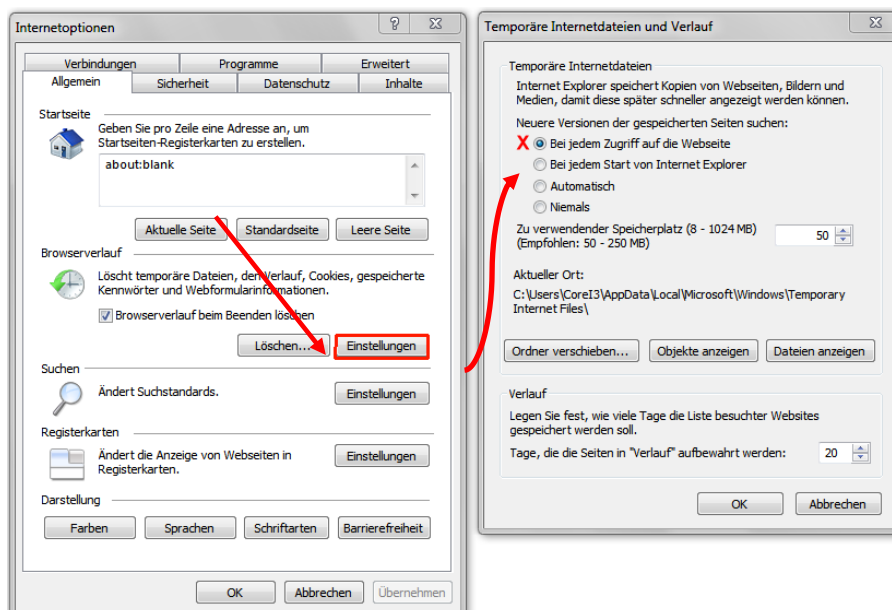 Internetoptionen
Verbindungen Programme Erweitert
Allgemein Sicherheit Datenschutz Inhalte
Startseite
Geben Sie pro Zeile eine Adresse an, um
Startseiten-Registerkarten zu erstellen.
about:blank
Aktuelle Seite Standardseite Leere Seite
Browserverlauf
Löscht temporäre Dateien, den Verlauf, Cookies, gespeicherte
Kennwörter und Webformularinformationen.
Browserverlauf beim Beenden löschen
Löschen... Einstellungen
Suchen
Ändert Suchstandards.
Einstellungen
Registerkarten
Ändert die Anzeige von Webseiten in
Registerkarten.
Einstellungen
Darstellung
Farben Sprachen Schriftarten Barrierefreiheit
OK Abbrechen Übernehmen
Temporäre Internetdateien und Verlauf
Temporäre Internetdateien
Internet Explorer speichert Kopien von Webseiten, Bildern und
Medien, damit diese später schneller angezeigt werden können.
Neuere Versionen der gespeicherten Seiten suchen:
X Bei jedem Zugriff auf die Webseite
Bei jedem Start von Internet Explorer
Automatisch
Niemals
Zu verwendender Speicherplatz (8 - 1024 MB)
(Empfohlen: 50 - 250 MB)
50
Aktueller Ort:
C:\Users\CoreI3\AppData\Local\Microsoft\Windows\Temporary
Internet Files\
Ordner verschieben... Objekte anzeigen Dateien anzeigen
Verlauf
Legen Sie fest, wie viele Tage die Liste besuchter Websites
gespeichert werden soll.
Tage, die die Seiten in "Verlauf" aufbewahrt werden: 20
OK Abbrechen